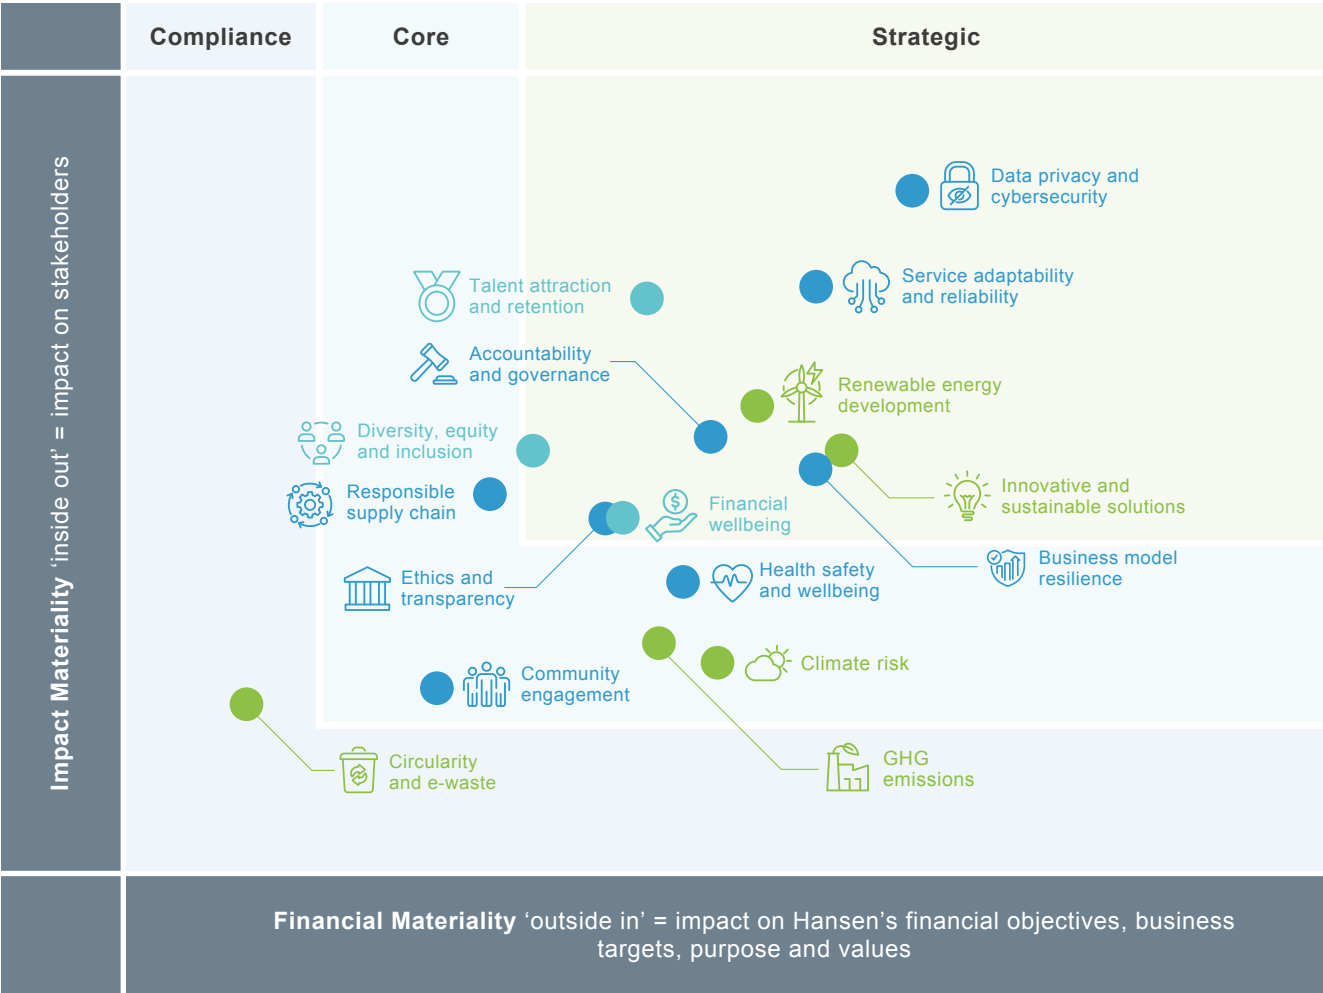 Compliance
Core
Strategic
Impact Materiality ‘inside out’ = impact on stakeholders
Data privacy and
cybersecurity
Service adaptability
and reliability
Talent attraction
and retention
Accountability
and governance
Renewable energy
development
Diversity, equity
and inclusion
Responsible
supply chain
Financial
wellbeing
Innovative and
sustainable solutions
Ethics and
transparency
Health safety
and wellbeing
Business model
resilience
Community
engagement
Climate risk
Circularity
and e-waste
GHG
emissions
Financial Materiality ‘outside in’ = impact on Hansen’s financial objectives, business
targets, purpose and values